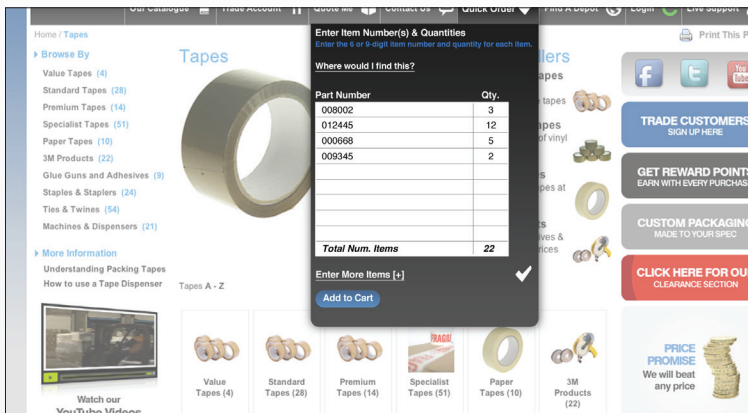 Our Catalogue Trade Account Quote Me Contact Us Quick Order Find A Depot Login Live Support
Home / Tapes
Print This
Browse By
Value Tapes (4)
Standard Tapes (28)
Premium Tapes (14)
Specialist Tapes (51)
Paper Tapes (10)
3M Products (22)
Glue Guns and Adhesives (9)
Staples & Staplers (24)
Ties & Twines (54)
Machines & Dispensers (21)
More Information
Understanding Packing Tapes
How to use a Tape Dispenser
Watch our
YouTube Videos
Tapes
Enter Item Number(s) & Quantities
Enter the 6 or 9-digit item number and quantity for each item.
Where would I find this?
Part Number Qty.
008002 3
012445 12
000668 5
009345 2
Total Num. Items 22
Enter More Items [+]
Add to Cart
llers
apes
tapes
apes
of vinyl
s
apes at
ts
ives &
rices
Tapes A - Z
Value
Tapes (4)
Standard
Tapes (28)
Premium
Tapes (14)
FRAGI
Specialist
Tapes (51)
Paper
Tapes (10)
3M
Products
(22)
f t You
Tube
TRADE CUSTOMERS
SIGN UP HERE
GET REWARD POINTS
EARN WITH EVERY PURCHAS
CUSTOM PACKAGING
MADE TO YOUR SPEC
CLICK HERE FOR OU
CLEARANCE SECTION
PRICE
PROMISE
We will beat
any price